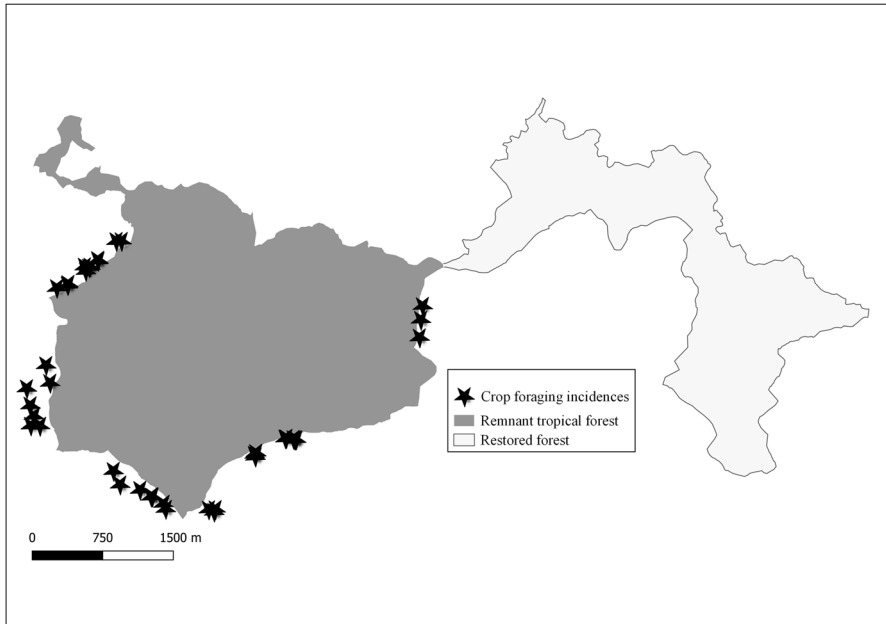 Crop foraging incidences
Remnant tropical forest
Restored forest
0 750 1500 m